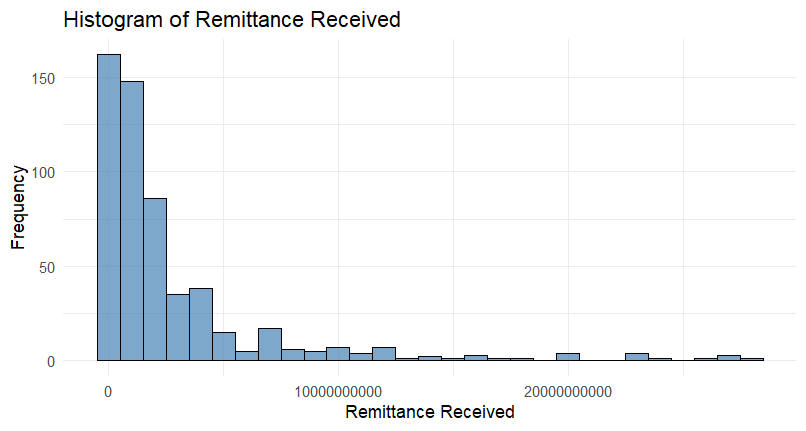 Histogram of Remittance Received
150
100
50
0
Frequency
0 10000000000 20000000000
Remittance Received